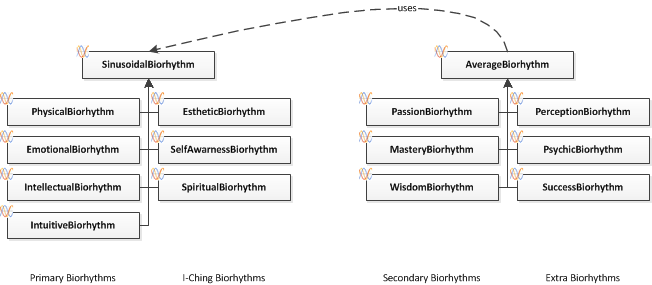 uses
SinusoidalBiorhythm
AverageBiorhythm
PhysicalBiorhythm
EstheticBiorhythm
PassionBiorhythm
PerceptionBiorhythm
EmotionalBiorhythm
SelfAwarnessBiorhythm
MasteryBiorhythm
PsychicBiorhythm
IntellectualBiorhythm
SpiritualBiorhythm
WisdomBiorhythm
SuccessBiorhythm
IntuitiveBiorhythm
Primary Biorhythms
I-Ching Biorhythms
Secondary Biorhythms
Extra Biorhythms